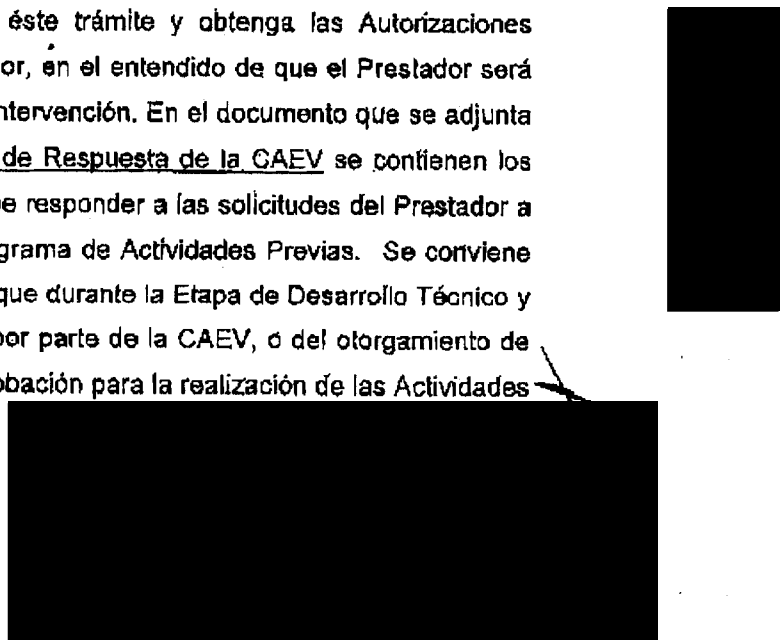 éste trámite y obtenga las Autorizaciones
or, en el entendido de que el Prestador será
ntervención. En el documento que se adjunta
de Respuesta de la CAEV se contienen los
e responder a las solicitudes del Prestador a
grama de Actividades Previas. Se conviene
que durante la Etapa de Desarrollo Técnico y
por parte de la CAEV, ó del otorgamiento de
obación para la realización de las Actividades